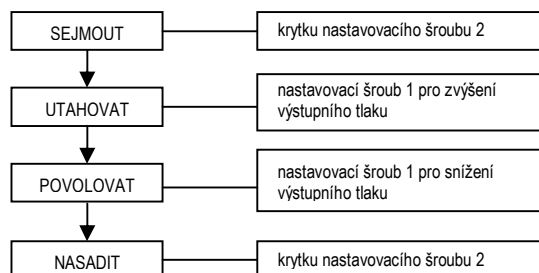 SEJMOUT
krytku nastavovacího šroubu 2
UTAHOVAT
nastavovací šroub 1 pro zvýšení
výstupního tlaku
POVOLOVAT
nastavovací šroub 1 pro snížení
výstupního tlaku
NASADIT
krytku nastavovacího šroubu 2